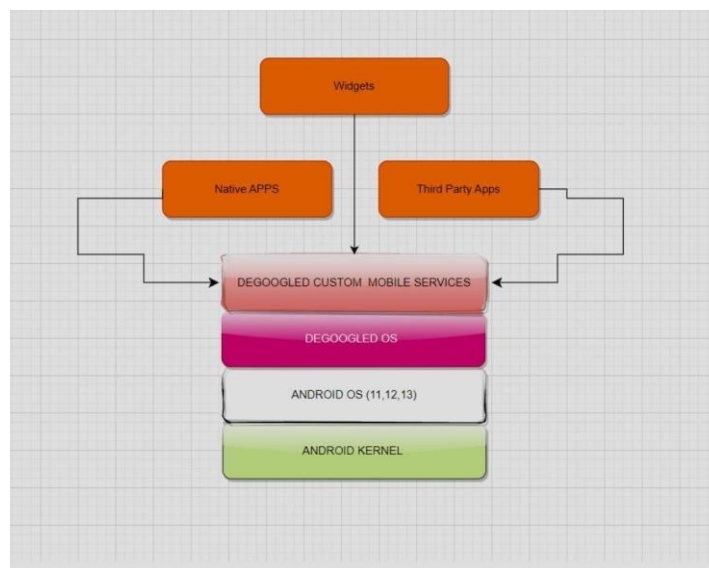 Widgets
Native APPS
Third Party Apps
DEGOOGLED CUSTOM MOBILE SERVICES
DEGOOGLED OS
ANDROID OS (11,12,13)
ANDROID KERNEL